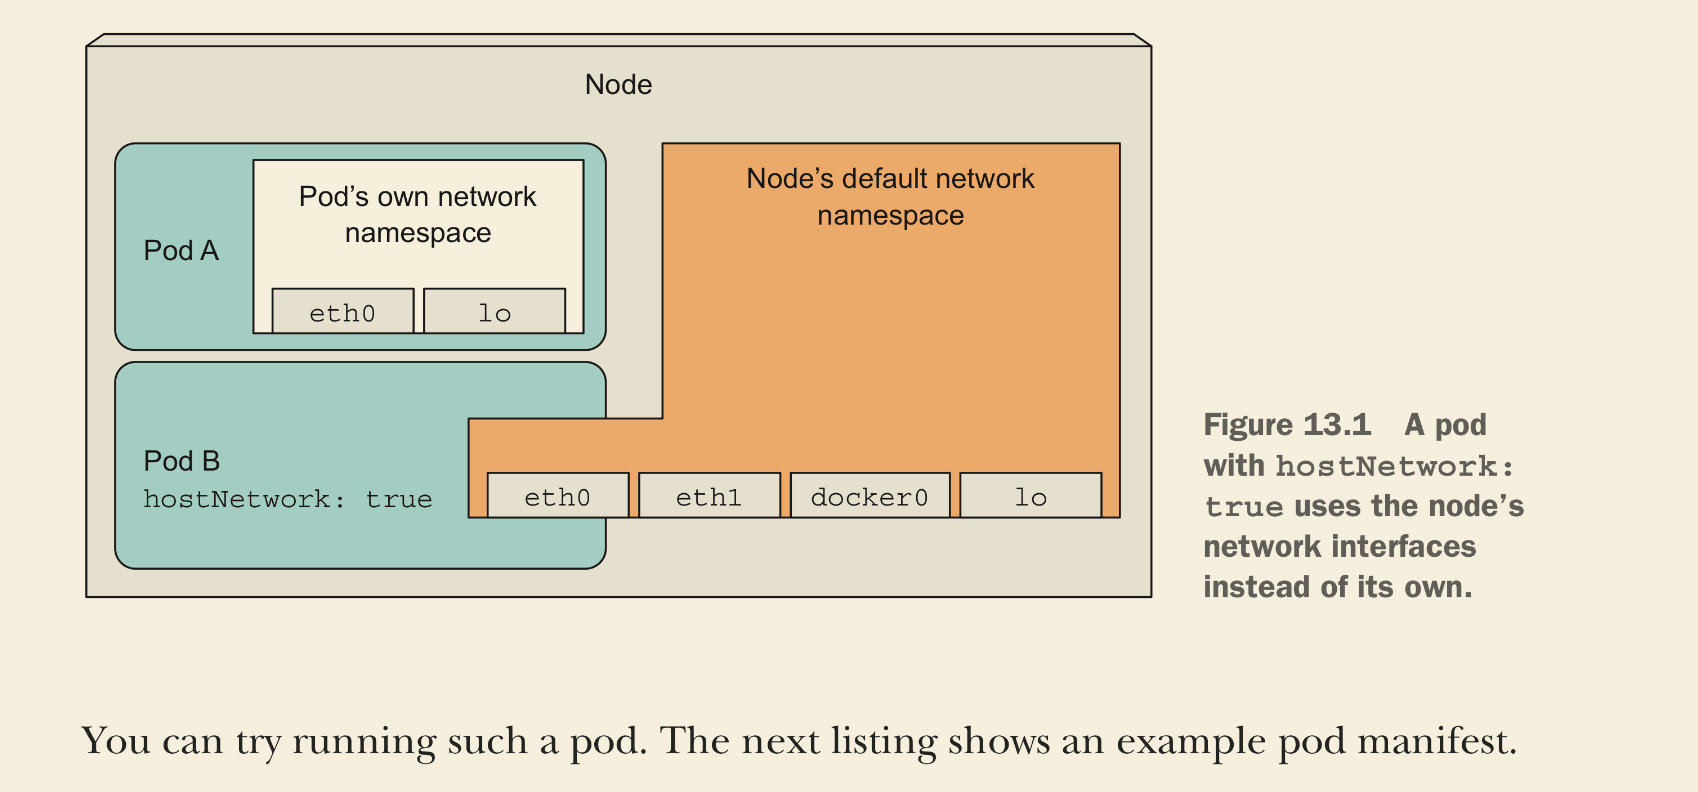 Node
Pod A
Pod’s own network
namespace
eth0
lo
Node’s default network
namespace
Pod B
hostNetwork: true
eth0
eth1
docker0
lo
Figure 13.1 A pod
with hostNetwork:
true uses the node’s
network interfaces
instead of its own.
You can try running such a pod. The next listing shows an example pod manifest.